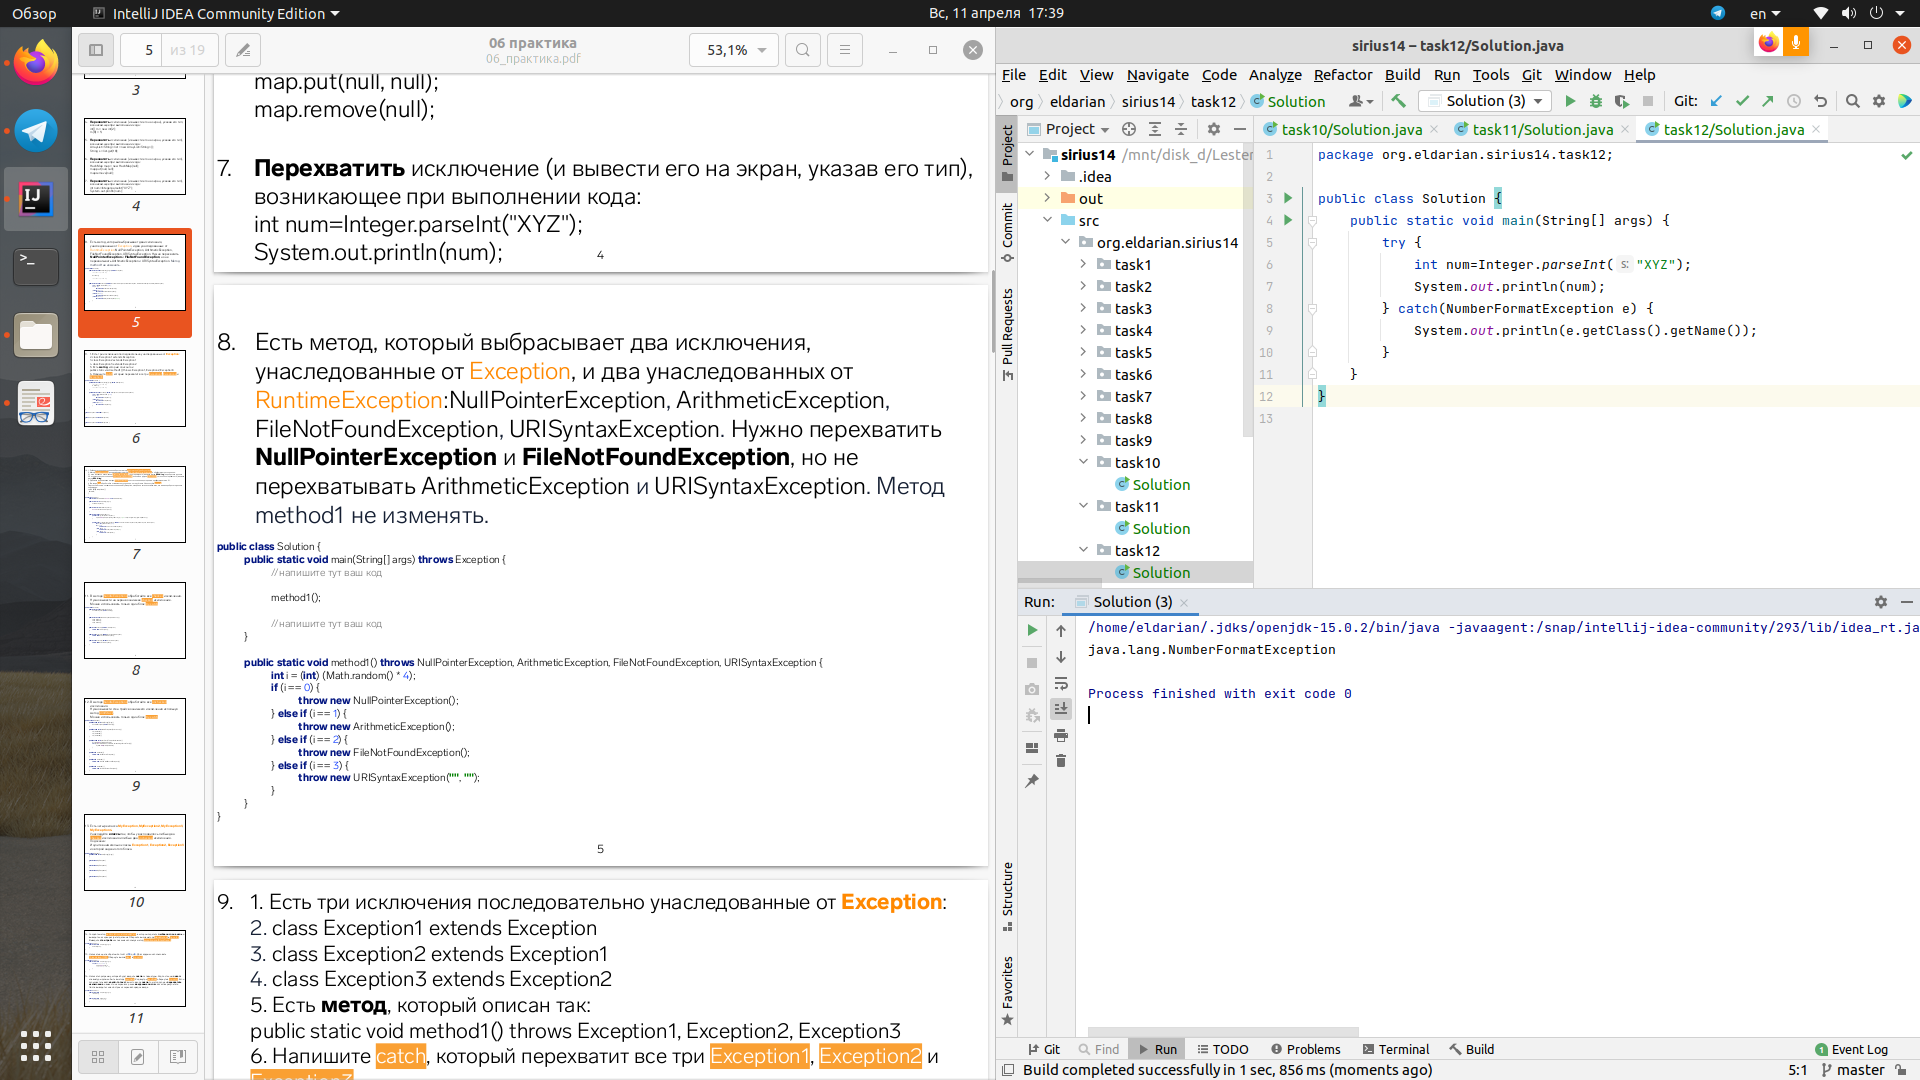 Обзор
IntelliJ IDEA Community Edition
Вс, 11 апреля 17:39
en
5 из 19
06 практика
06_практика.pdf
53,1%
3
4
5
6
7
8
9
10
11
map.put(null, null);
map.remove(null);
7. Перехватить исключение (и вывести его на экран, указав его тип),
возникающее при выполнении кода:
int num=Integer.parseInt("XYZ");
System.out.println(num);
4
8. Есть метод, который выбрасывает два исключения,
унаследованные от Exception, и два унаследованных от
RuntimeException:NullPointerException, ArithmeticException,
FileNotFoundException, URISyntaxException. Нужно перехватить
NullPointerException и FileNotFoundException, но не
перехватывать ArithmeticException и URISyntaxException. Метод
method1 не изменять.
public class Solution {
public static void main(String[] args) throws Exception {
//напишите тут ваш код
method1();
//напишите тут ваш код
}
public static void method1() throws NullPointerException, ArithmeticException, FileNotFoundException, URISyntaxException {
int i = (int) (Math.random() * 4);
if (i == 0) {
throw new NullPointerException();
} else if (i == 1) {
throw new ArithmeticException();
} else if (i == 2) {
throw new FileNotFoundException();
} else if (i == 3) {
throw new URISyntaxException("", "");
}
}
}
5
9. 1. Есть три исключения последовательно унаследованные от Exception:
2. class Exception1 extends Exception
3. class Exception2 extends Exception1
4. class Exception3 extends Exception2
5. Есть метод, который описан так:
public static void method1() throws Exception1, Exception2, Exception3
6. Напишите catch, который перехватит все три Exception1, Exception2 и
Exception3
sirius14 – task12/Solution.java
File Edit View Navigate Code Analyze Refactor Build Run Tools Git Window Help
org eldarian sirius14 task12 Solution
Solution (3)
Git:
Project
task10/Solution.java
task11/Solution.java
task12/Solution.java
Project
Commit
Pull Requests
Structure
Favorites
sirius14 /mnt/disk_d/Lester
.idea
out
src
org.eldarian.sirius14
task1
task2
task3
task4
task5
task6
task7
task8
task9
task10
Solution
task11
Solution
task12
Solution
1 package org.eldarian.sirius14.task12;
2
3 public class Solution {
4 public static void main(String[] args) {
5 try {
6 int num=Integer.parseInt( s: "XYZ");
7 System.out.println(num);
8 } catch(NumberFormatException e) {
9 System.out.println(e.getClass().getName());
10 }
11 }
12 }
13
Run: Solution (3)
/home/eldarian/.jdks/openjdk-15.0.2/bin/java -javaagent:/snap/intellij-idea-community/293/lib/idea_rt.ja
java.lang.NumberFormatException
Process finished with exit code 0
Git Find Run TODO Problems Terminal Build
1 Event Log
Build completed successfully in 1 sec, 856 ms (moments ago)
5:1 master